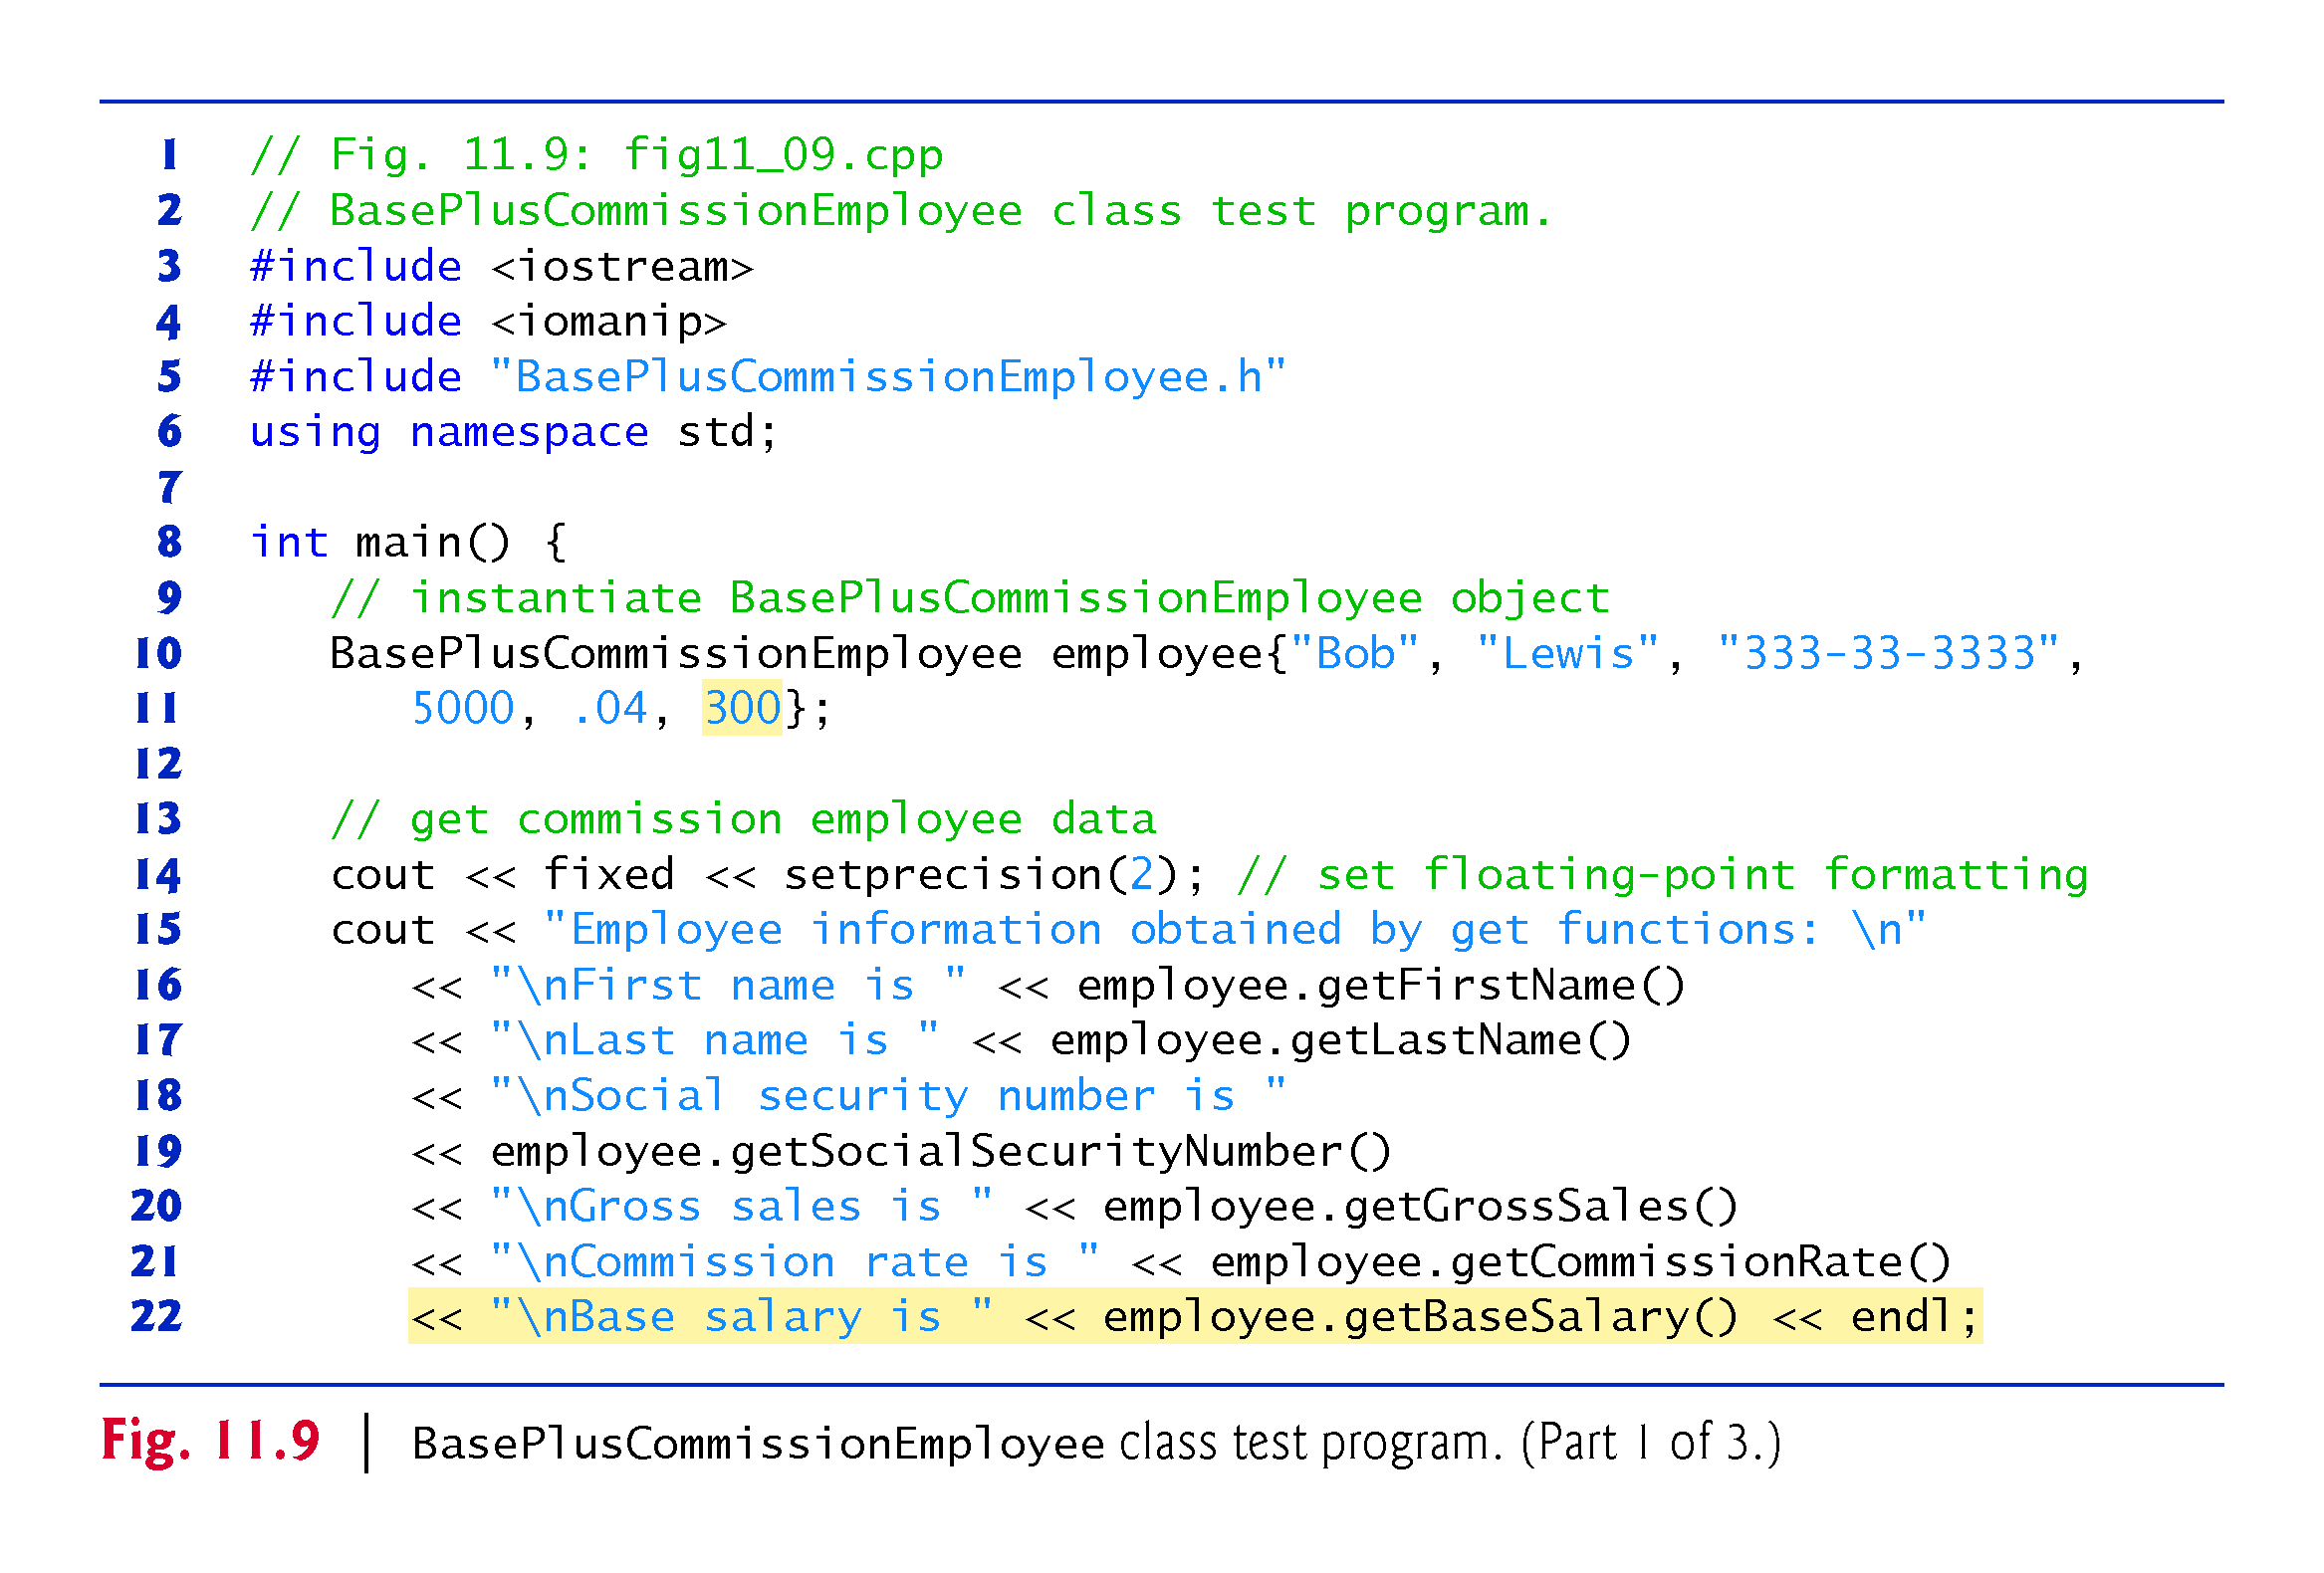 1 // Fig. 11.9: fig11_09.cpp
2 // BasePlusCommissionEmployee class test program.
3 #include <iostream>
4 #include <iomanip>
5 #include "BasePlusCommissionEmployee.h"
6 using namespace std;
7
8 int main() {
9 // instantiate BasePlusCommissionEmployee object
10 BasePlusCommissionEmployee employee{"Bob", "Lewis", "333-33-3333",
11 5000, .04, 300};
12
13 // get commission employee data
14 cout << fixed << setprecision(2); // set floating-point formatting
15 cout << "Employee information obtained by get functions: \n"
16 << "\nFirst name is " << employee.getFirstName()
17 << "\nLast name is " << employee.getLastName()
18 << "\nSocial security number is "
19 << employee.getSocialSecurityNumber()
20 << "\nGross sales is " << employee.getGrossSales()
21 << "\nCommission rate is " << employee.getCommissionRate()
22 << "\nBase salary is " << employee.getBaseSalary() << endl;
Fig. 11.9 | BasePlusCommissionEmployee class test program. (Part 1 of 3.)